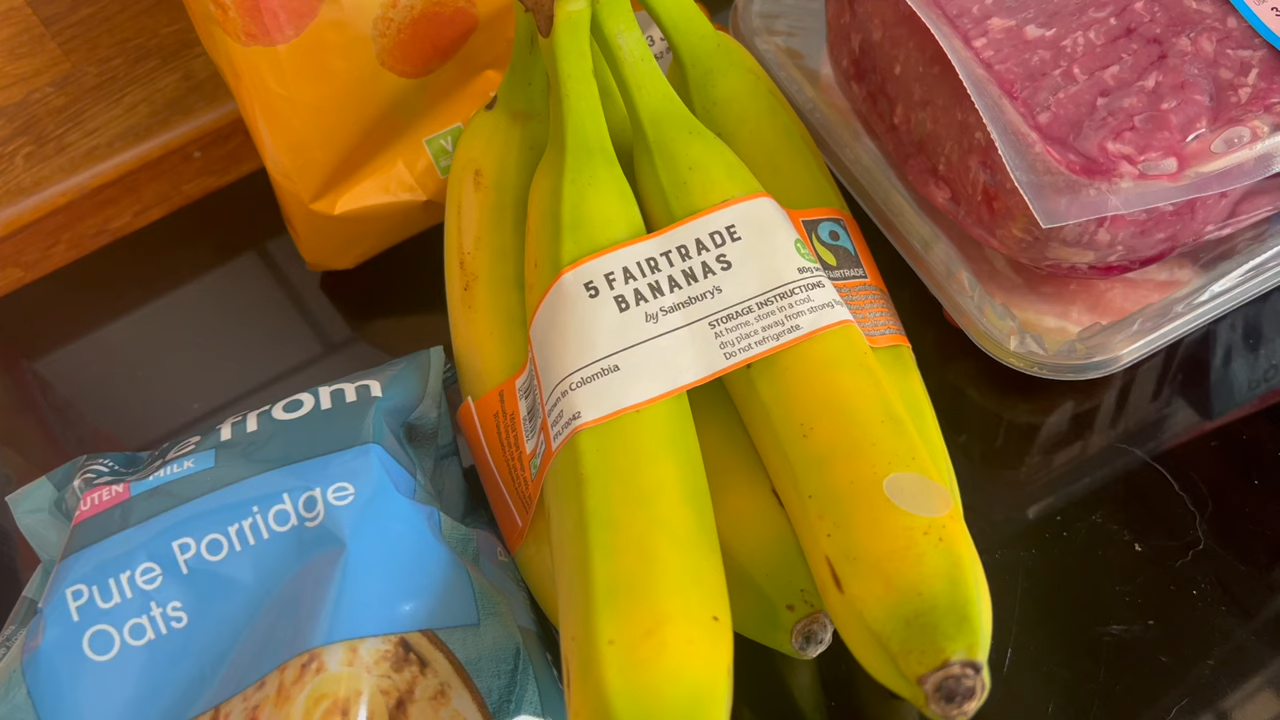 5 FAIRTRADE
BANANAS
by Sainsbury's
STORAGE INSTRUCTIONS
At home, store in a cool,
dry place away from strong
Do not refrigerate.
in Colombia
80g
FAIRTRADE
V
from
MILK
Pure Porridge
Oats